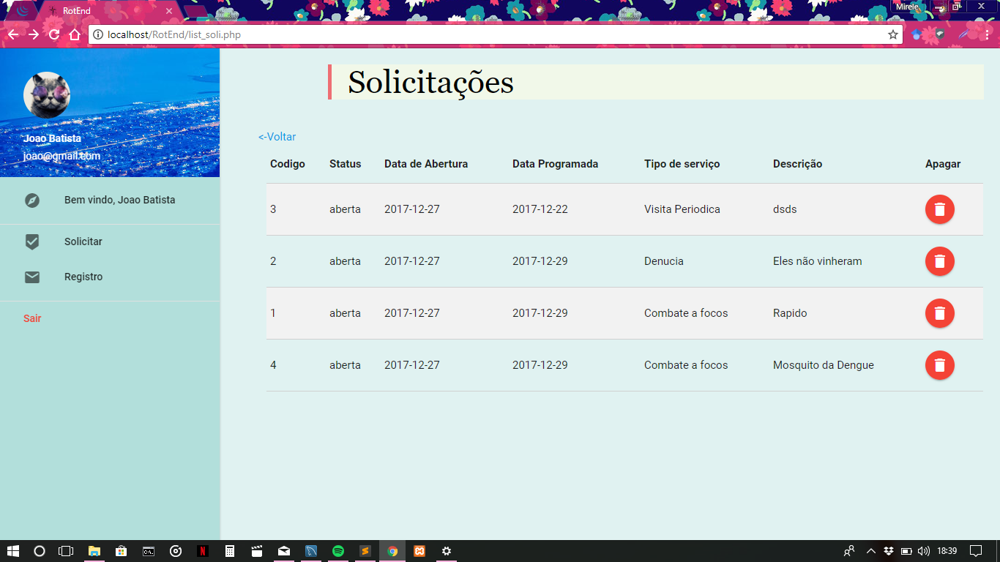 RotEnd
Mirele
localhost/RotEnd/list_soli.php
Joao Batista
joao@gmail.com
Bem vindo, Joao Batista
Solicitar
Registro
Sair
Solicitações
<-Voltar
Codigo Status Data de Abertura Data Programada Tipo de serviço Descrição Apagar
3 aberta 2017-12-27 2017-12-22 Visita Periodica dsds
2 aberta 2017-12-27 2017-12-29 Denucia Eles não vinheram
1 aberta 2017-12-27 2017-12-29 Combate a focos Rapido
4 aberta 2017-12-27 2017-12-29 Combate a focos Mosquito da Dengue
18:39